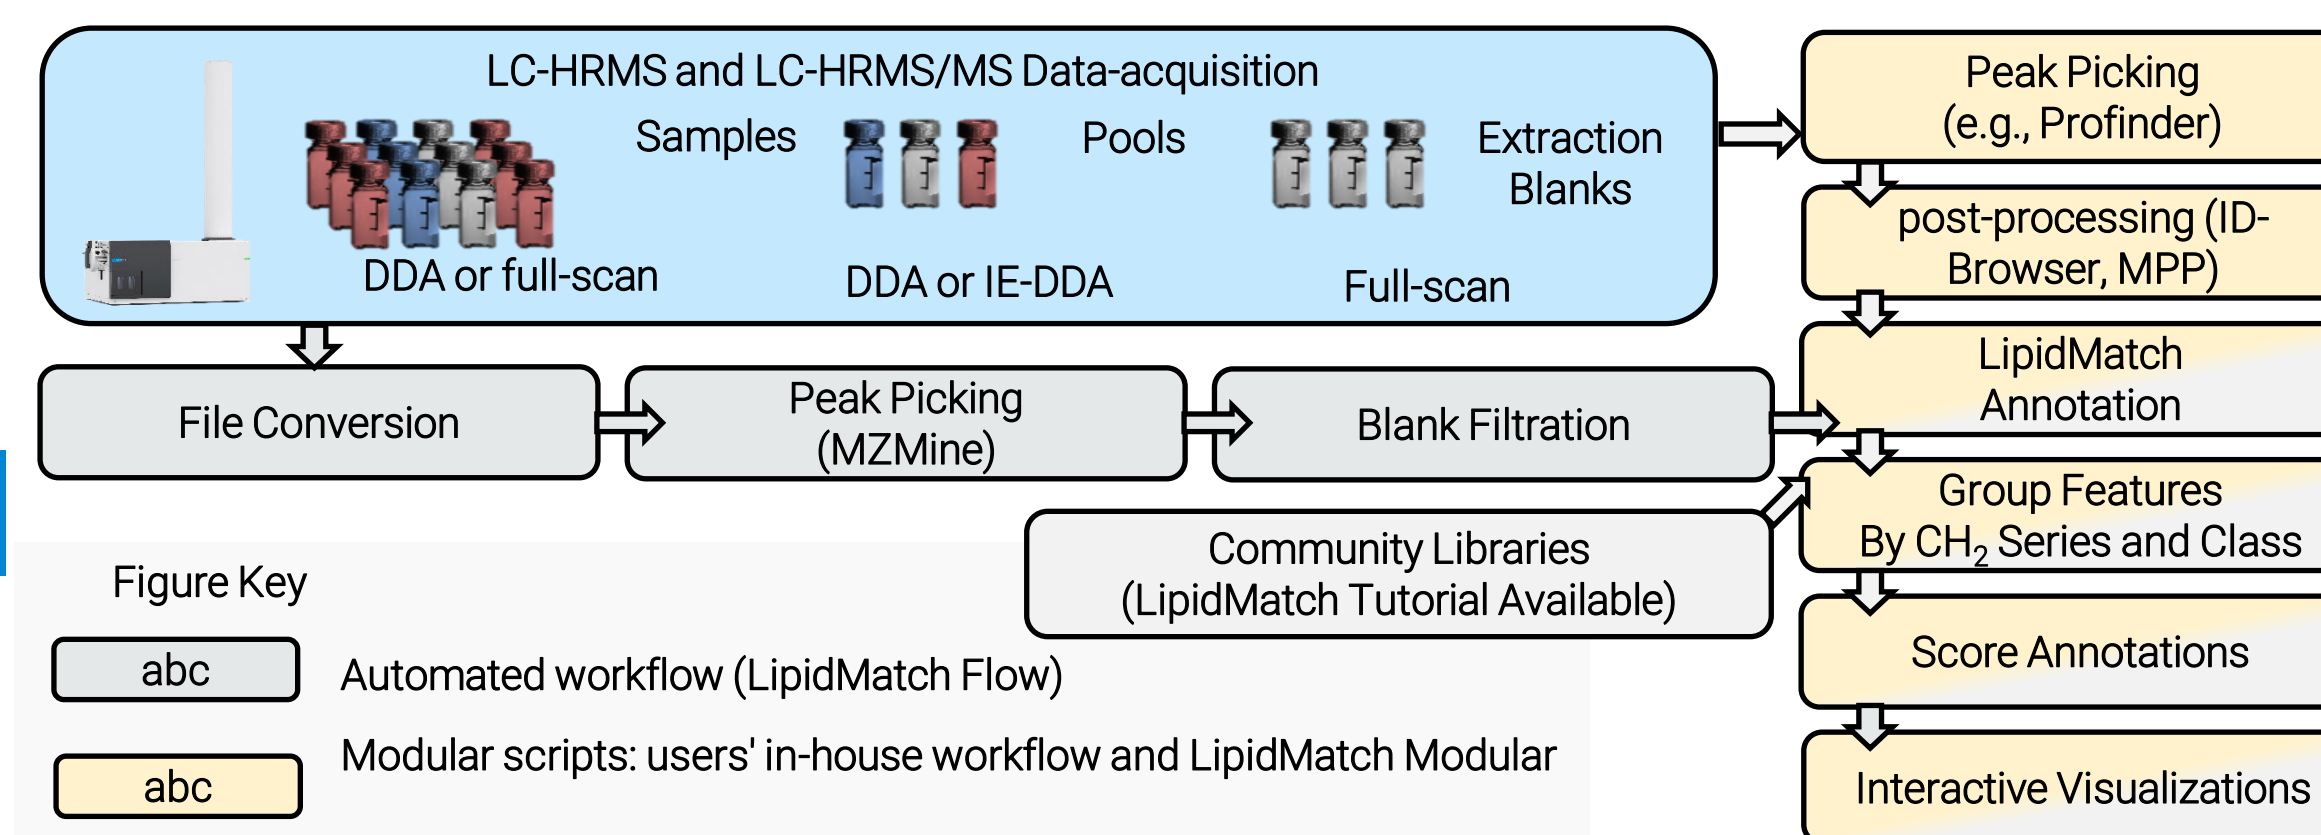 LC-HRMS and LC-HRMS/MS Data-acquisition
Samples
Pools
Extraction
Blanks
DDA or full-scan
DDA or IE-DDA
Full-scan
Peak Picking
(e.g., Profinder)
post-processing (ID-
Browser, MPP)
LipidMatch
Annotation
File Conversion
Peak Picking
(MZMine)
Blank Filtration
Group Features
By CH₂ Series and Class
Community Libraries
(LipidMatch Tutorial Available)
Score Annotations
Interactive Visualizations
Figure Key
abc
Automated workflow (LipidMatch Flow)
abc
Modular scripts: users' in-house workflow and LipidMatch Modular